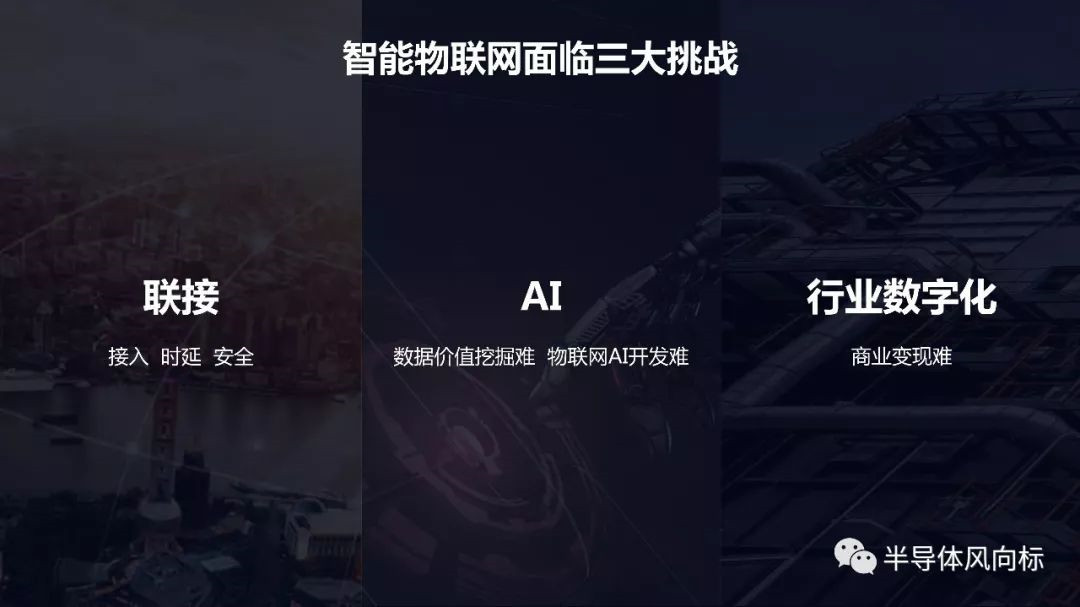 智能物联网面临三大挑战
联接
接入 时延 安全
AI
数据价值挖掘难 物联网AI开发难
行业数字化
商业变现难
半导体风向标